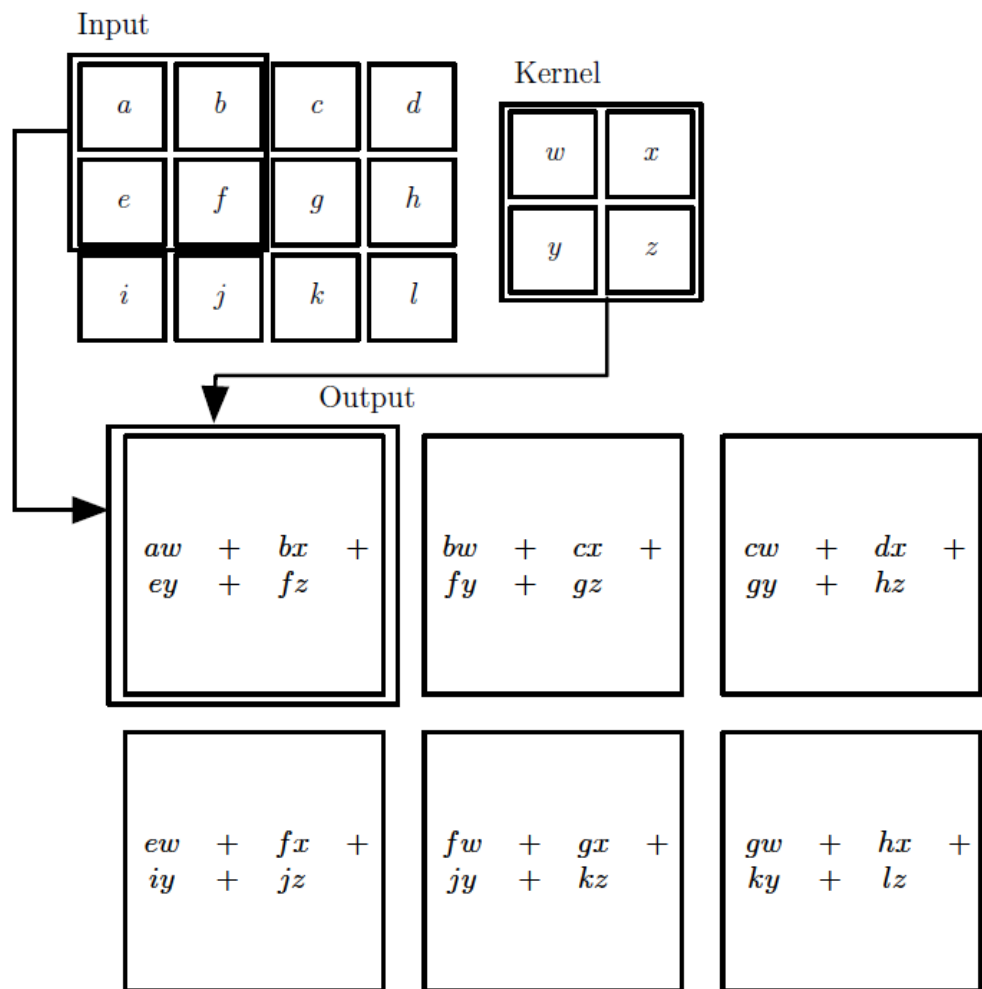 Input
Kernel
a b c d
w x
e f g h
y z
i j k l
Output
aw + bx + bw + cx + cw + dx +
ey + fz fy + gz gy + hz
ew + fx + fw + gx + gw + hx +
iy + jz jy + kz ky + lz